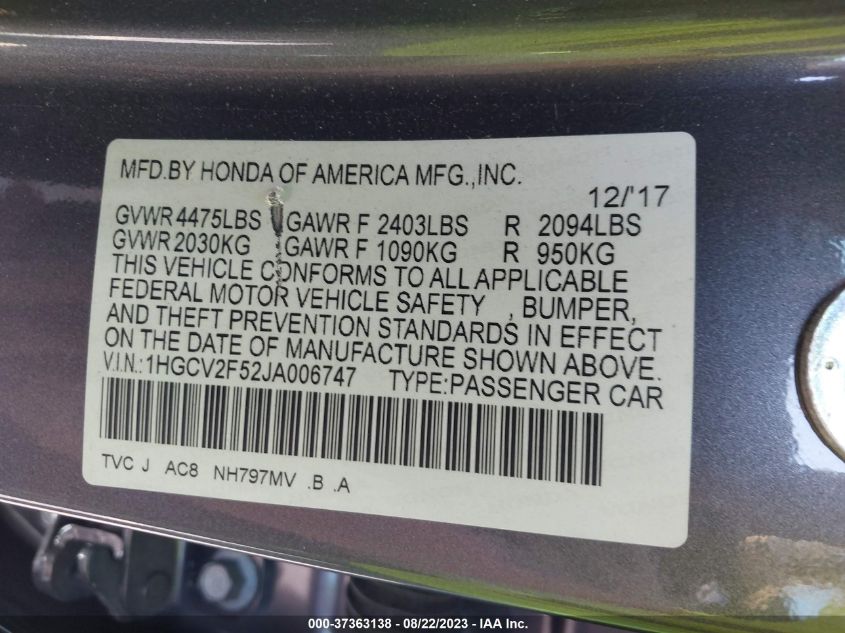 MFD.BY HONDA OF AMERICA MFG.,INC.
12/'17
GVWR 4475LBS GAWR F 2403LBS R 2094LBS
GVWR 2030KG GAWR F 1090KG R 950KG
THIS VEHICLE CONFORMS TO ALL APPLICABLE
FEDERAL MOTOR VEHICLE SAFETY , BUMPER,
AND THEFT PREVENTION STANDARDS IN EFFECT
ON THE DATE OF MANUFACTURE SHOWN ABOVE.
V.I.N.:1HGCV2F52JA006747 TYPE:PASSENGER CAR
TVC J AC8 NH797MV .B .A
000-37363138 - 08/22/2023 - IAA Inc.